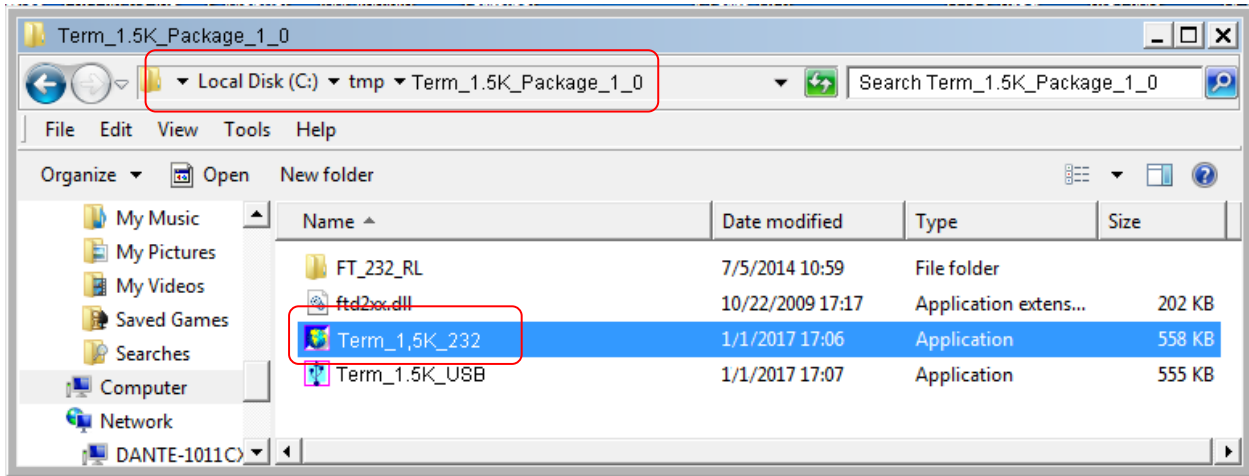 Term_1.5K_Package_1_0
Local Disk (C:) tmp Term_1.5K_Package_1_0 Search Term_1.5K_Package_1_0
File Edit View Tools Help
Organize Open New folder
My Music
My Pictures
My Videos
Saved Games
Searches
Computer
Network
DANTE-1011CX
Name Date modified Type Size
FT_232_RL 7/5/2014 10:59 File folder
ftd2xx.dll 10/22/2009 17:17 Application extens... 202 KB
Term_1,5K_232 1/1/2017 17:06 Application 558 KB
Term_1.5K_USB 1/1/2017 17:07 Application 555 KB